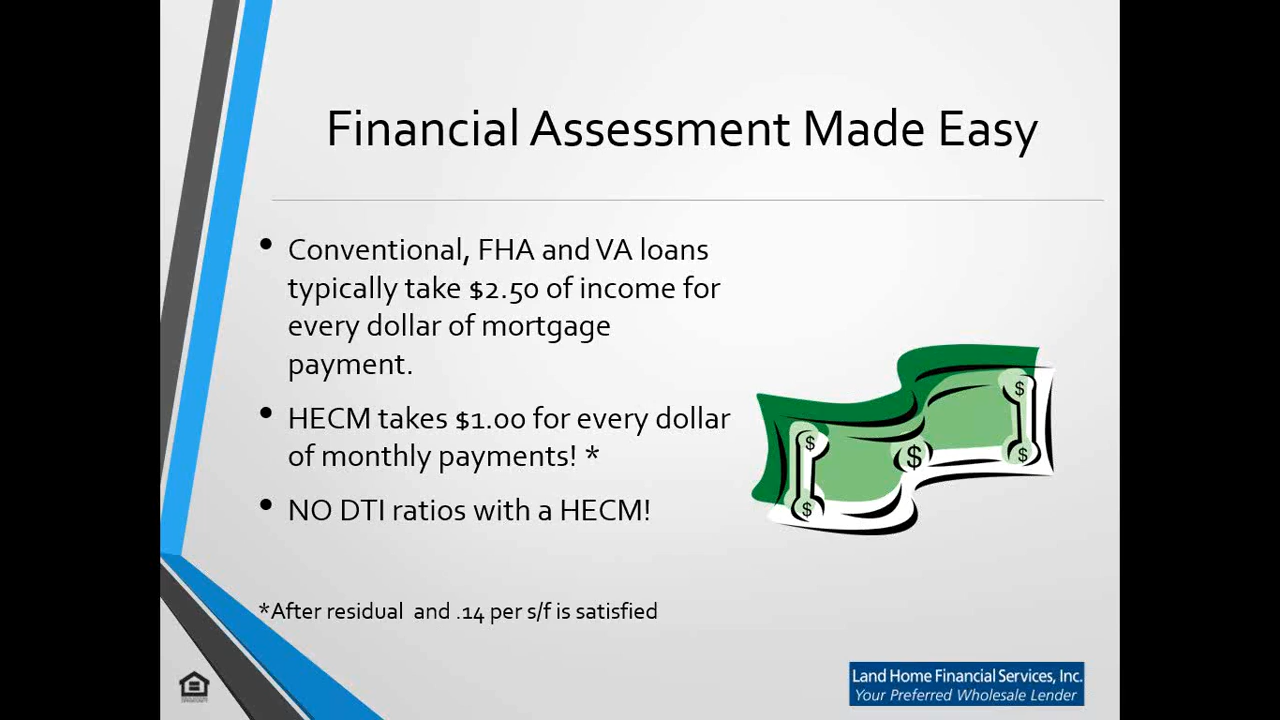 Financial Assessment Made Easy
• Conventional, FHA and VA loans
typically take $2.50 of income for
every dollar of mortgage
payment.
• HECM takes $1.00 for every dollar
of monthly payments! *
• NO DTI ratios with a HECM!
$
$
$
$
$
*After residual and .14 per s/f is satisfied
Land Home Financial Services, Inc.
Your Preferred Wholesale Lender